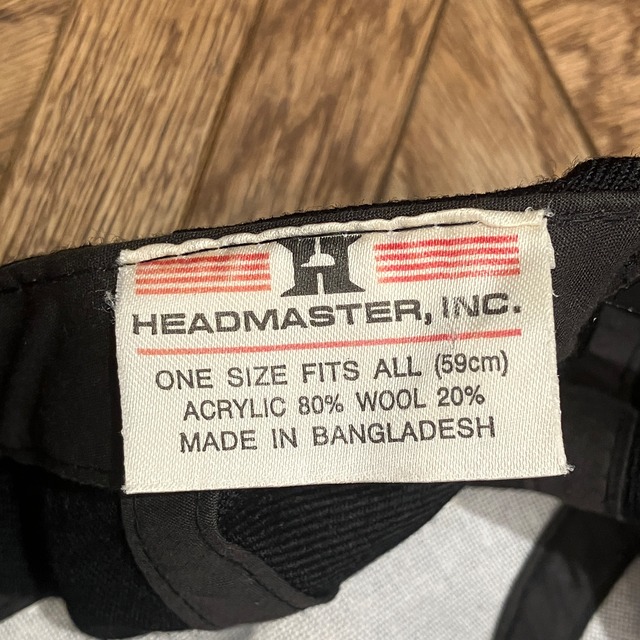 HEADMASTER, INC.
ONE SIZE FITS ALL (59cm)
ACRYLIC 80% WOOL 20%
MADE IN BANGLADESH